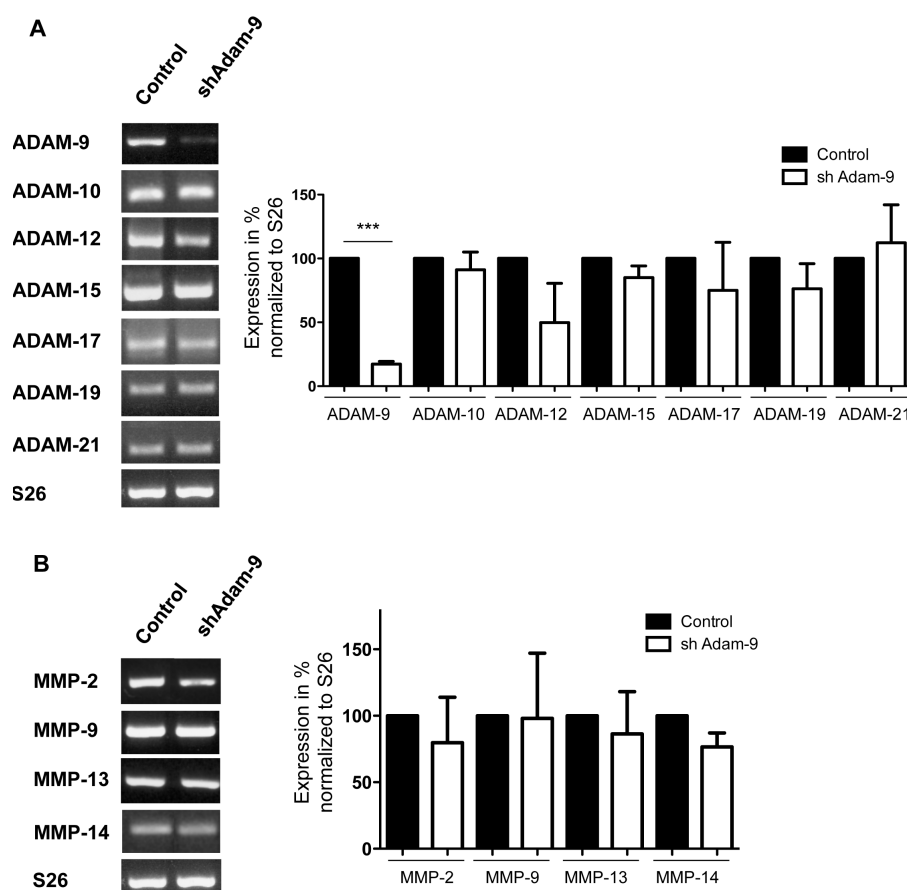 A
Control
shAdam-9
ADAM-9
ADAM-10
ADAM-12
ADAM-15
ADAM-17
ADAM-19
ADAM-21
S26
Control
sh Adam-9
Expression in %
normalized to S26
150
100
50
0
***
ADAM-9 ADAM-10 ADAM-12 ADAM-15 ADAM-17 ADAM-19 ADAM-21
B
Control
shAdam-9
MMP-2
MMP-9
MMP-13
MMP-14
S26
Control
sh Adam-9
Expression in %
normalized to S26
150
100
50
0
MMP-2 MMP-9 MMP-13 MMP-14